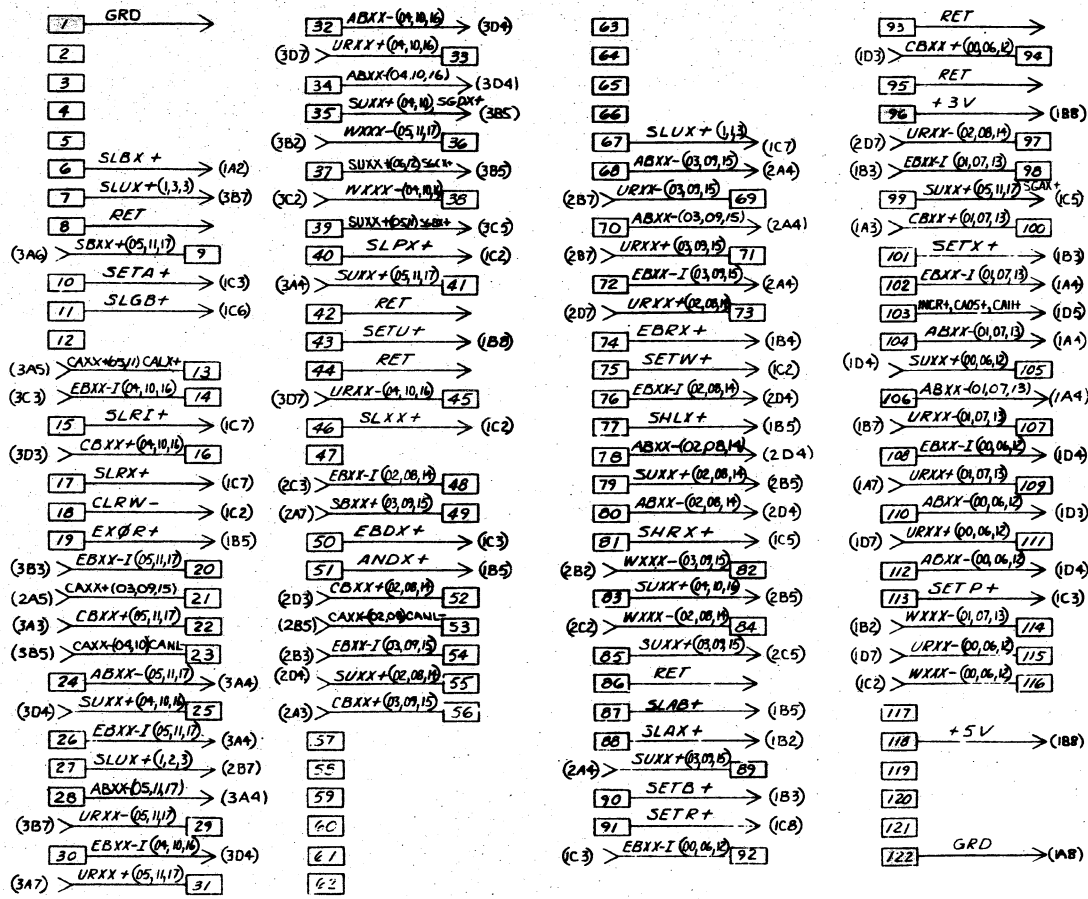 1 GRD
2
3
4
5
6 SLBX + (1A2)
7 SLUX + (1,3,3) (3B7)
8 RET
(3A6) SBXX+(05,11,17) 9
10 SETA + (1C3)
11 SLGB+ (1C6)
12
(3A5) CAXX+(05,11) CALX+ 13
(3C3) EBXX-I (04,10,16) 14
15 SLRI + (1C7)
(3D3) CBXX+(04,10,16) 16
17 SLRX+ (1C7)
18 CLRW- (1C2)
19 EXØR+ (1B5)
(3B3) EBXX-I (05,11,17) 20
(2A5) CAXX+(03,09,15) 21
(3A3) CBXX+(05,11,17) 22
(3B5) CAXX-(04,10)CANL- 23
24 ABXX-(05,11,17) (3A4)
(3D4) SUXX+(04,10,16) 25
26 EBXX-I (05,11,17) (3A4)
27 SLUX+(1,2,3) (2B7)
28 ABXX-(05,11,17) (3A4)
(3B7) URXX-(05,11,17) 29
30 EBXX-I (04,10,16) (3D4)
(3A7) URXX+(05,11,17) 31
32 ABXX-(04,10,16) (3D4)
(3D7) URXX+(04,10,16) 33
34 ABXX-(04,10,16) (3D4)
35 SUXX+(04,10) SGDX+ (3B5)
(3B2) WXXX-(05,11,17) 36
37 SUXX+(06,12) SGCX+ (3B5)
(3C2) WXXX-(04,10,16) 38
39 SUXX+(05,11) SGBX+ (3C5)
40 SLPX+ (1C2)
(3A4) SUXX+(05,11,17) 41
42 RET
43 SETU+ (1B8)
44 RET
(3D7) URXX-(04,10,16) 45
46 SLXX+ (1C2)
47
(2C3) EBXX-I (02,08,14) 48
(2A7) SBXX+(03,09,15) 49
50 EBDX+ (1C3)
51 ANDX+ (1B5)
(2D3) CBXX+(02,08,14) 52
(2B5) CAXX-(02,08)CANL- 53
(2B3) EBXX-I (03,09,15) 54
(2D4) SUXX+(02,08,14) 55
(2A3) CBXX+(03,09,15) 56
57
58
59
60
61
62
63
64
65
66
67 SLUX+(1,1,3) (1C7)
68 ABXX-(03,09,15) (2A4)
(2B7) URXX-(03,09,15) 69
70 ABXX-(03,09,15) (2A4)
(2B7) URXX+(03,09,15) 71
72 EBXX-I (03,09,15) (2A4)
(2D7) URXX+(02,08,14) 73
74 EBRX+ (1B4)
75 SETW+ (1C2)
76 EBXX-I (02,08,14) (2D4)
77 SHLX+ (1B5)
78 ABXX-(02,08,14) (2D4)
79 SUXX+(02,08,14) (2B5)
80 ABXX-(02,08,14) (2D4)
81 SHRX+ (1C5)
(2B2) WXXX-(03,09,15) 82
83 SUXX+(04,10,16) (2B5)
(2C2) WXXX-(02,08,14) 84
85 SUXX+(03,09,15) (2C5)
86 RET
87 SLAB+ (1B5)
88 SLAX+ (1B2)
(2A4) SUXX+(03,09,15) 89
90 SETB+ (1B3)
91 SETR+ (1C8)
(1C3) EBXX-I (00,06,12) 92
93 RET
(1D3) CBXX+(00,06,12) 94
95 RET
96 +3V (1B8)
(2D7) URXX-(02,08,14) 97
(1B3) EBXX-I (01,07,13) 98
99 SUXX+(05,11,17) SGAX+ (1C5)
(1A3) CBXX+(01,07,13) 100
101 SETX+ (1B3)
102 EBXX-I (01,07,13) (1A4)
103 INCR+, CA05+, CA11+ (1D5)
104 ABXX-(01,07,13) (1A4)
(1D4) SUXX+(00,06,12) 105
106 ABXX-(01,07,13) (1A4)
(1B7) URXX-(01,07,13) 107
108 EBXX-I (00,06,12) (1D4)
(1A7) URXX+(01,07,13) 109
110 ABXX-(00,06,12) (1D3)
(1D7) URXX+(00,06,12) 111
112 ABXX-(00,06,12) (1D4)
113 SETP+ (1C3)
(1B2) WXXX-(01,07,13) 114
(1D7) URXX-(00,06,12) 115
(1C2) WXXX-(00,06,12) 116
117
118 +5V (1B8)
119
120
121
122 GRD (1A8)